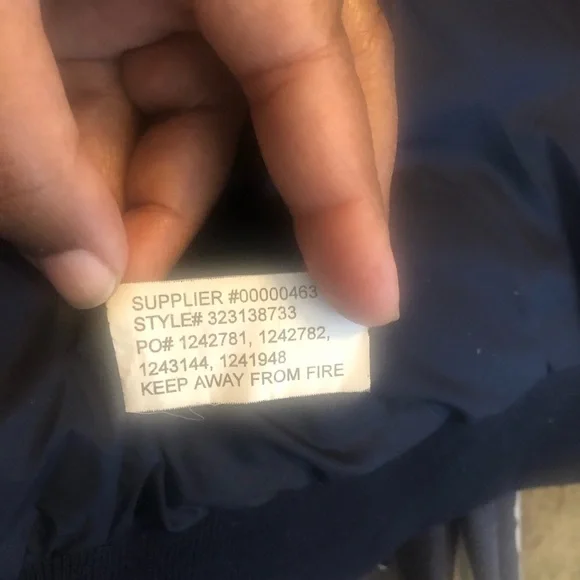 SUPPLIER #00000463
STYLE# 323138733
PO# 1242781, 1242782,
1243144, 1241948
KEEP AWAY FROM FIRE